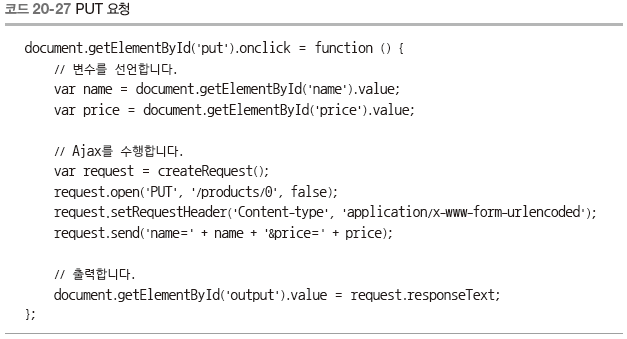 코드 20-27 PUT 요청
document.getElementById('put').onclick = function () {
    // 변수를 선언합니다.
    var name = document.getElementById('name').value;
    var price = document.getElementById('price').value;

    // Ajax를 수행합니다.
    var request = createRequest();
    request.open('PUT', '/products/0', false);
    request.setRequestHeader('Content-type', 'application/x-www-form-urlencoded');
    request.send('name=' + name + '&price=' + price);

    // 출력합니다.
    document.getElementById('output').value = request.responseText;
};